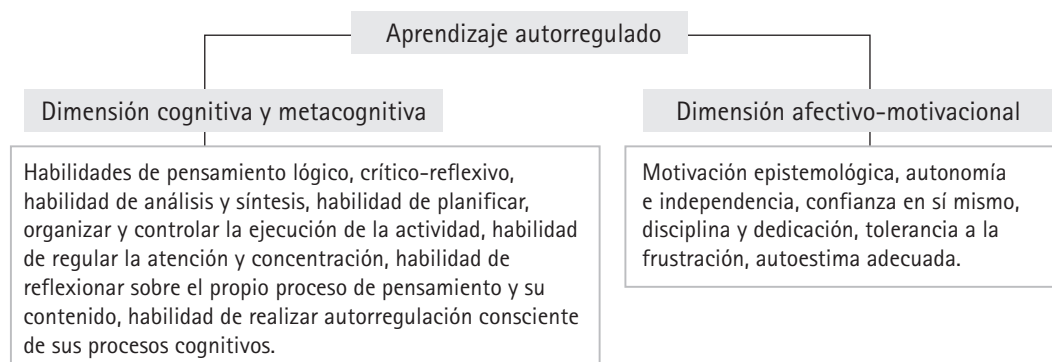 Aprendizaje autorregulado
Dimensión cognitiva y metacognitiva
Habilidades de pensamiento lógico, crítico-reflexivo,
habilidad de análisis y síntesis, habilidad de planificar,
organizar y controlar la ejecución de la actividad, habilidad
de regular la atención y concentración, habilidad de
reflexionar sobre el propio proceso de pensamiento y su
contenido, habilidad de realizar autorregulación consciente
de sus procesos cognitivos.
Dimensión afectivo-motivacional
Motivación epistemológica, autonomía
e independencia, confianza en sí mismo,
disciplina y dedicación, tolerancia a la
frustración, autoestima adecuada.